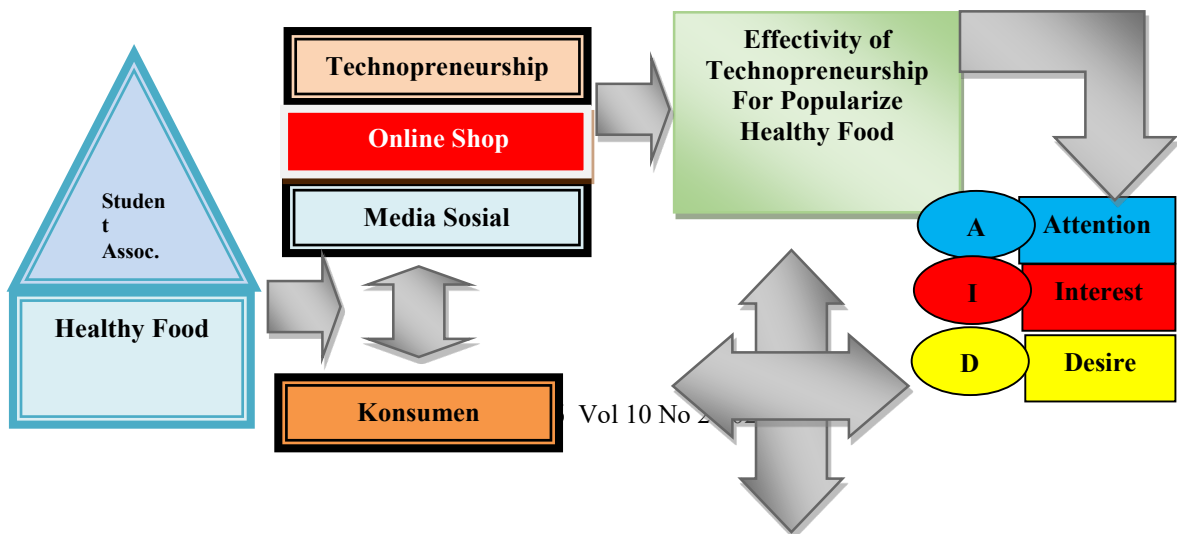 Technopreneurship
Online Shop
Media Sosial
Studen
t
Assoc.
Healthy Food
Konsumen
Vol 10 No 2
Effectivity of
Technopreneurship
For Popularize
Healthy Food
A
Attention
I
Interest
D
Desire